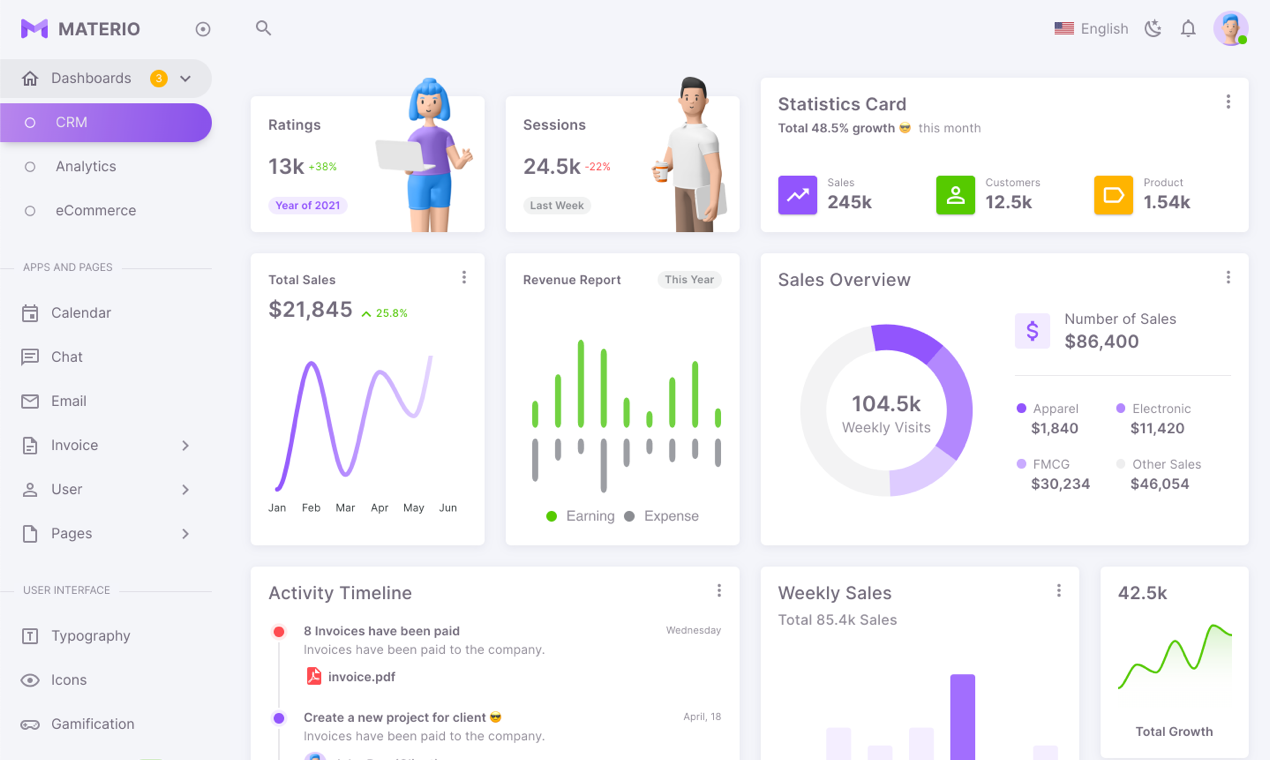 MATERIO
English
Dashboards 3
CRM
Analytics
eCommerce
APPS AND PAGES
Calendar
Chat
Email
Invoice
User
Pages
USER INTERFACE
Typography
Icons
Gamification
Ratings
13k +38%
Year of 2021
Sessions
24.5k -22%
Last Week
Statistics Card
Total 48.5% growth 😎 this month
Sales
245k
Customers
12.5k
Product
1.54k
Total Sales
$21,845 25.8%
Jan Feb Mar Apr May Jun
Revenue Report This Year
Earning Expense
Sales Overview
104.5k
Weekly Visits
Number of Sales
$86,400
Apparel
$1,840
Electronic
$11,420
FMCG
$30,234
Other Sales
$46,054
Activity Timeline
8 Invoices have been paid Wednesday
Invoices have been paid to the company.
invoice.pdf
Create a new project for client 😎 April, 18
Invoices have been paid to the company.
Weekly Sales
Total 85.4k Sales
42.5k
Total Growth